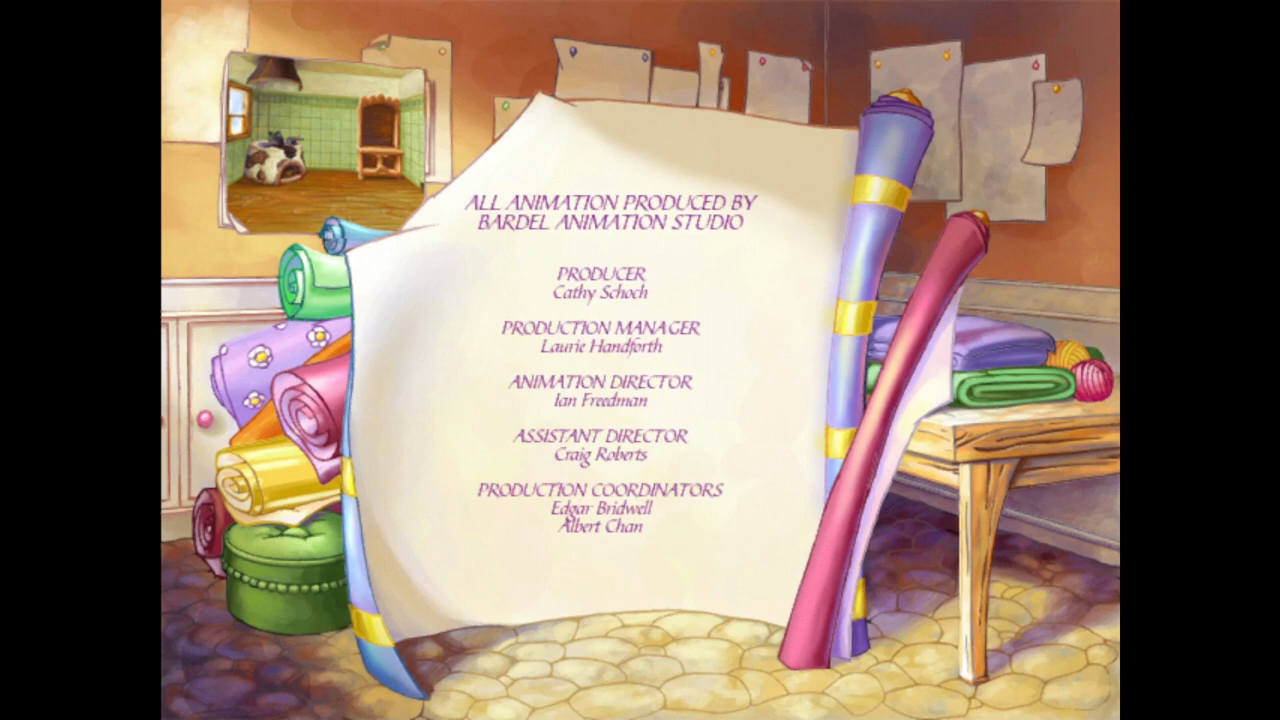 ALL ANIMATION PRODUCED BY
BARDEL ANIMATION STUDIO
PRODUCER
Cathy Schoch
PRODUCTION MANAGER
Laurie Handforth
ANIMATION DIRECTOR
Ian Freedman
ASSISTANT DIRECTOR
Craig Roberts
PRODUCTION COORDINATORS
Edgar Bridwell
Albert Chan